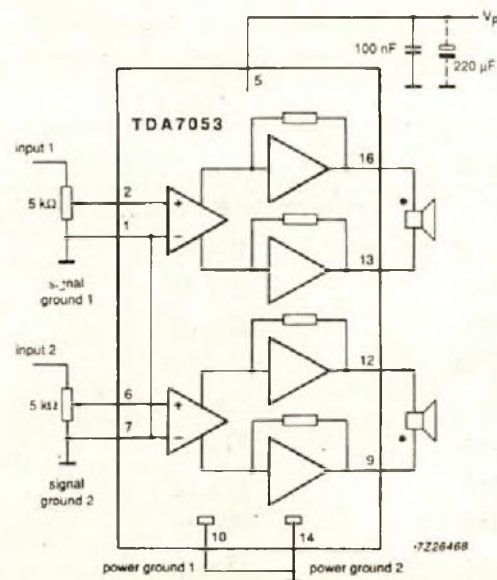 Vp
100 nF
220 µF
5
TDA7053
input 1
2
16
5 kΩ
1
13
signal
ground 1
input 2
12
6
5 kΩ
7
9
signal
ground 2
10
14
power ground 1
power ground 2
7Z26468